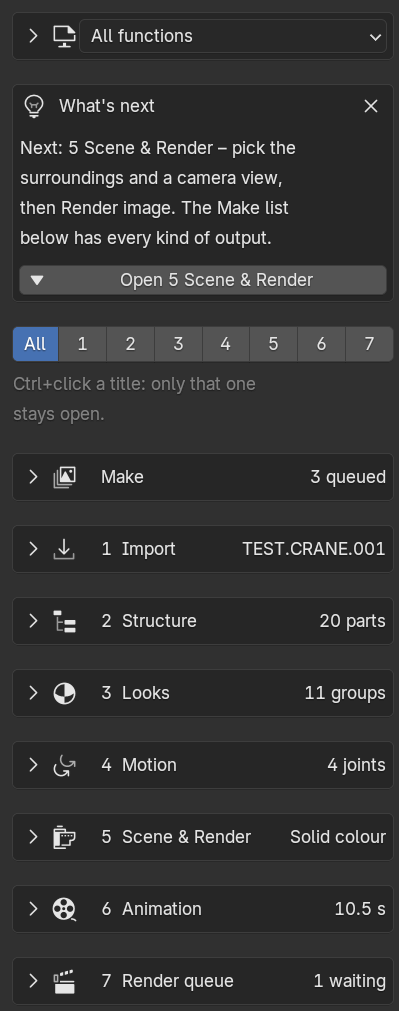 All functions
What's next
Next: 5 Scene & Render – pick the
surroundings and a camera view,
then Render image. The Make list
below has every kind of output.
Open 5 Scene & Render
All 1 2 3 4 5 6 7
Ctrl+click a title: only that one
stays open.
Make 3 queued
1 Import TEST.CRANE.001
2 Structure 20 parts
3 Looks 11 groups
4 Motion 4 joints
5 Scene & Render Solid colour
6 Animation 10.5 s
7 Render queue 1 waiting